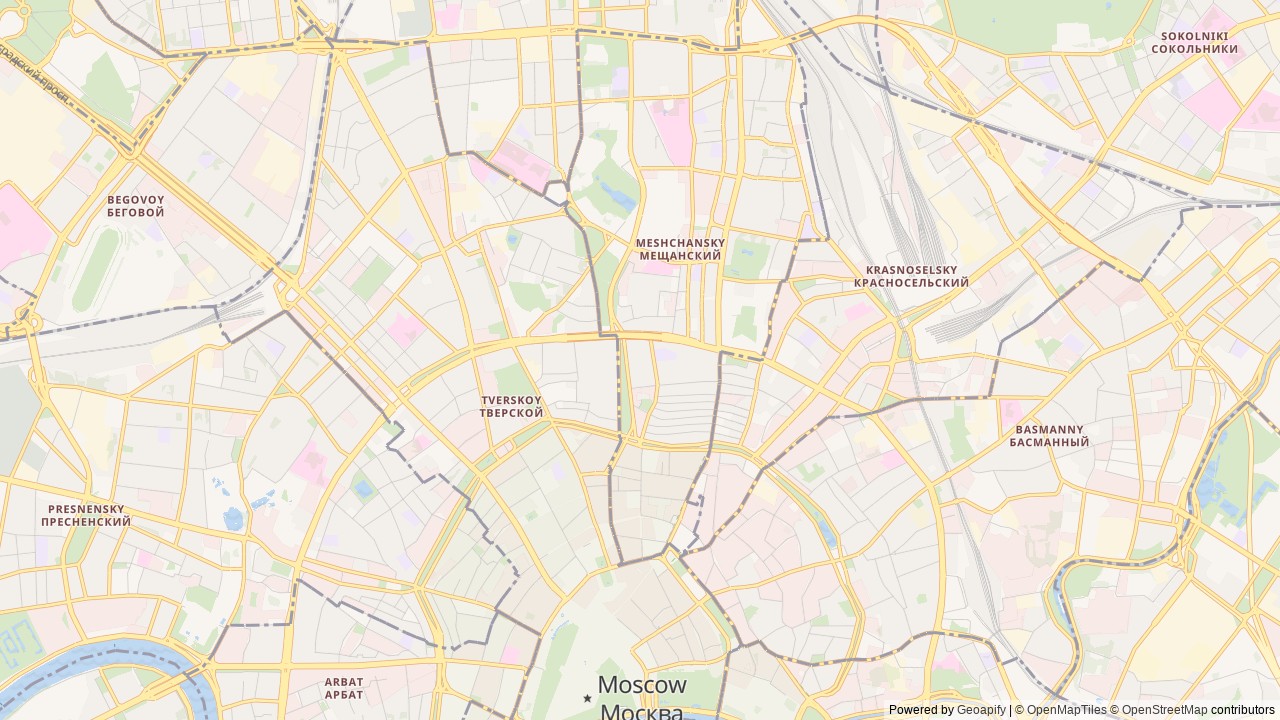 SOKOLNIKI
СОКОЛЬНИКИ
BEGOVOY
БЕГОВОЙ
MESHCHANSKY
МЕЩАНСКИЙ
KRASNOSELSKY
КРАСНОСЕЛЬСКИЙ
TVERSKOY
ТВЕРСКОЙ
BASMANNY
БАСМАННЫЙ
PRESNENSKY
ПРЕСНЕНСКИЙ
ARBAT
АРБАТ
Moscow
Москва
Powered by Geoapify | © OpenMapTiles © OpenStreetMap contributors